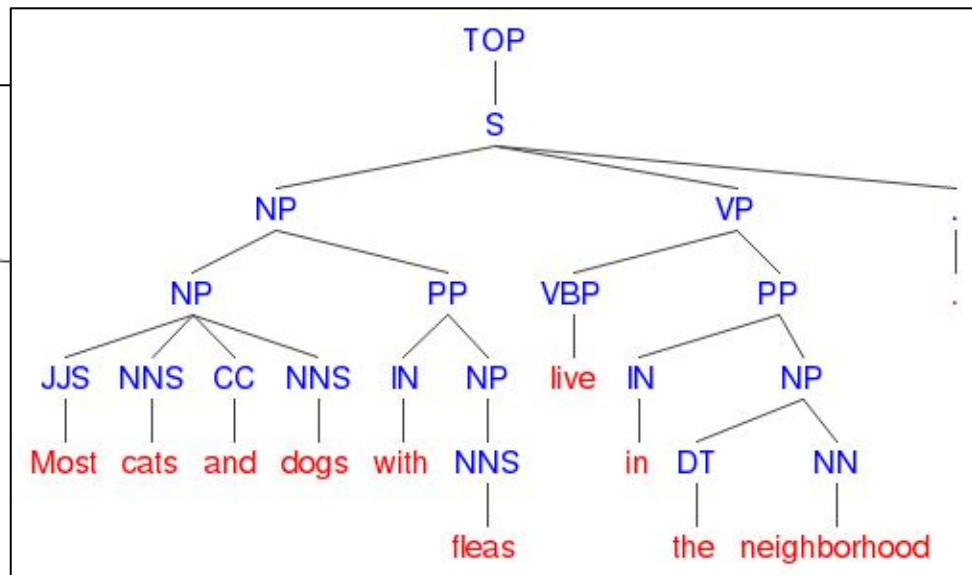 TOP
S
NP VP .
NP PP VBP PP .
JJS NNS CC NNS IN NP live IN NP
Most cats and dogs with NNS in DT NN
fleas the neighborhood